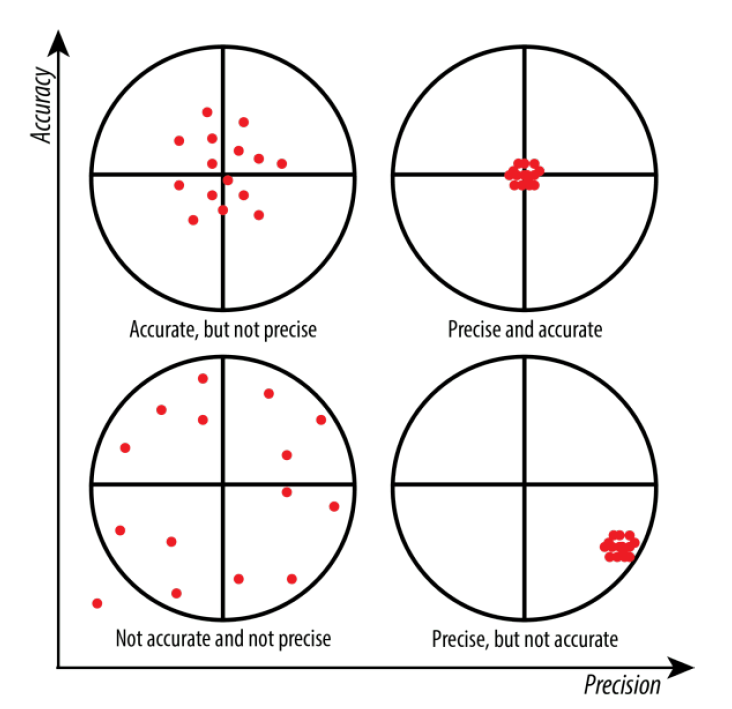 Accuracy
Accurate, but not precise
Precise and accurate
Not accurate and not precise
Precise, but not accurate
Precision